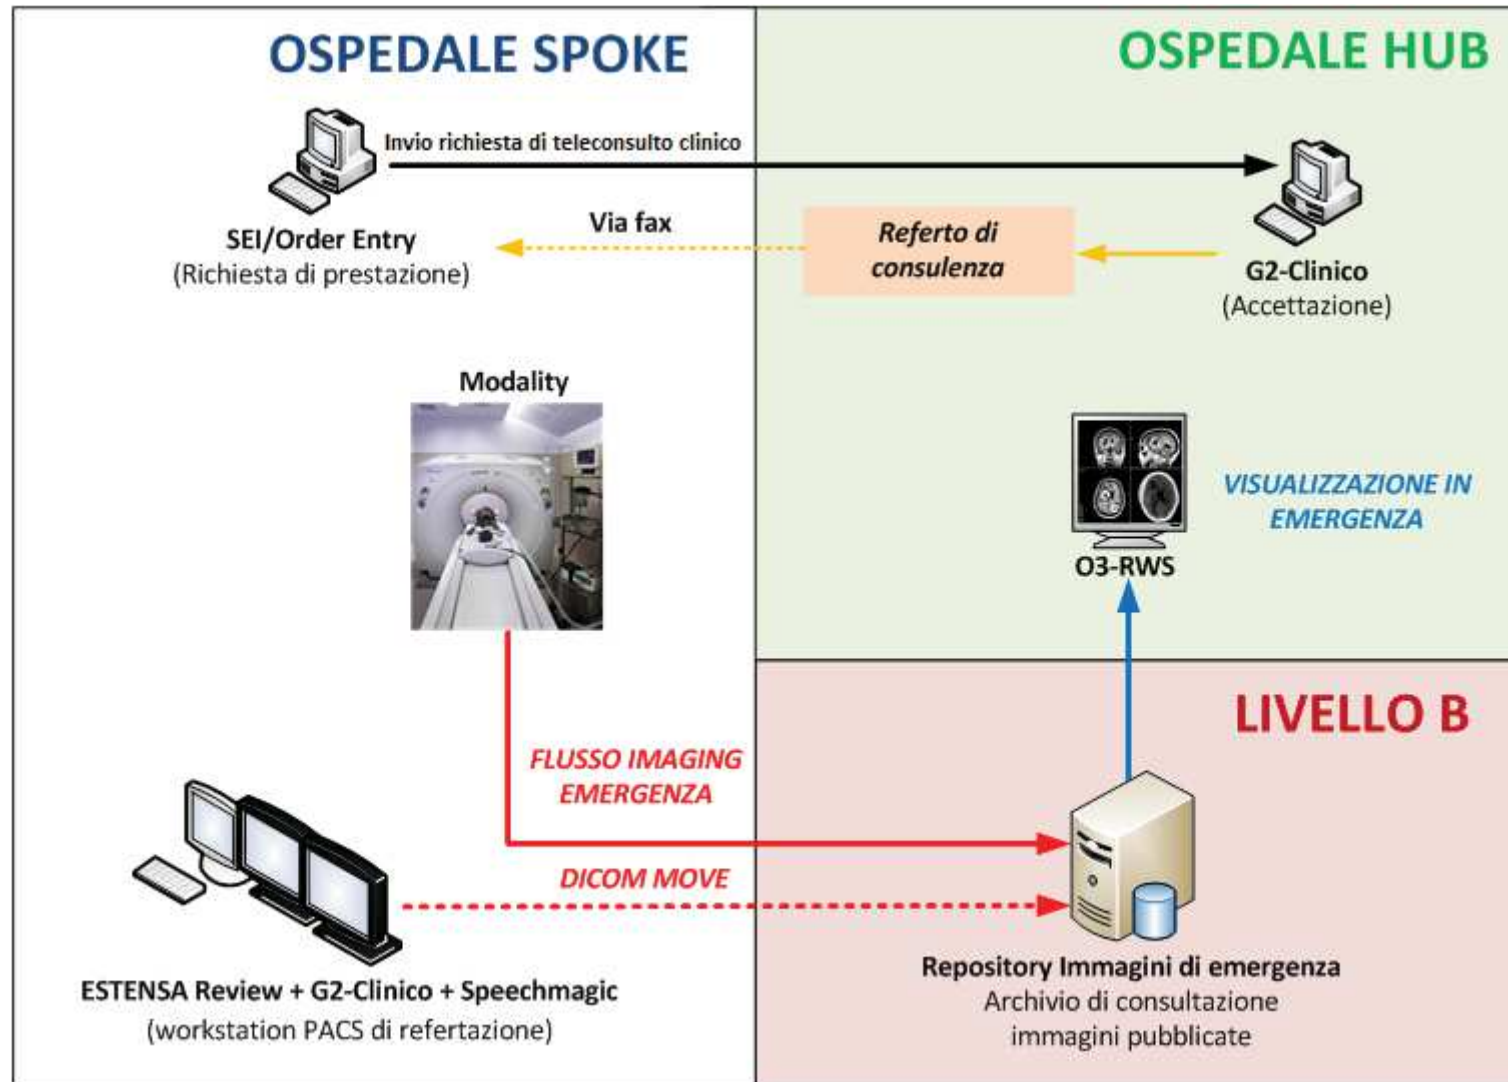 OSPEDALE SPOKE
OSPEDALE HUB
Invio richiesta di teleconsulto clinico
SEI/Order Entry
(Richiesta di prestazione)
Via fax
Referto di
consulenza
G2-Clinico
(Accettazione)
Modality
VISUALIZZAZIONE IN
EMERGENZA
O3-RWS
LIVELLO B
FLUSSO IMAGING
EMERGENZA
DICOM MOVE
ESTENSA Review + G2-Clinico + Speechmagic
(workstation PACS di refertazione)
Repository Immagini di emergenza
Archivio di consultazione
immagini pubblicate